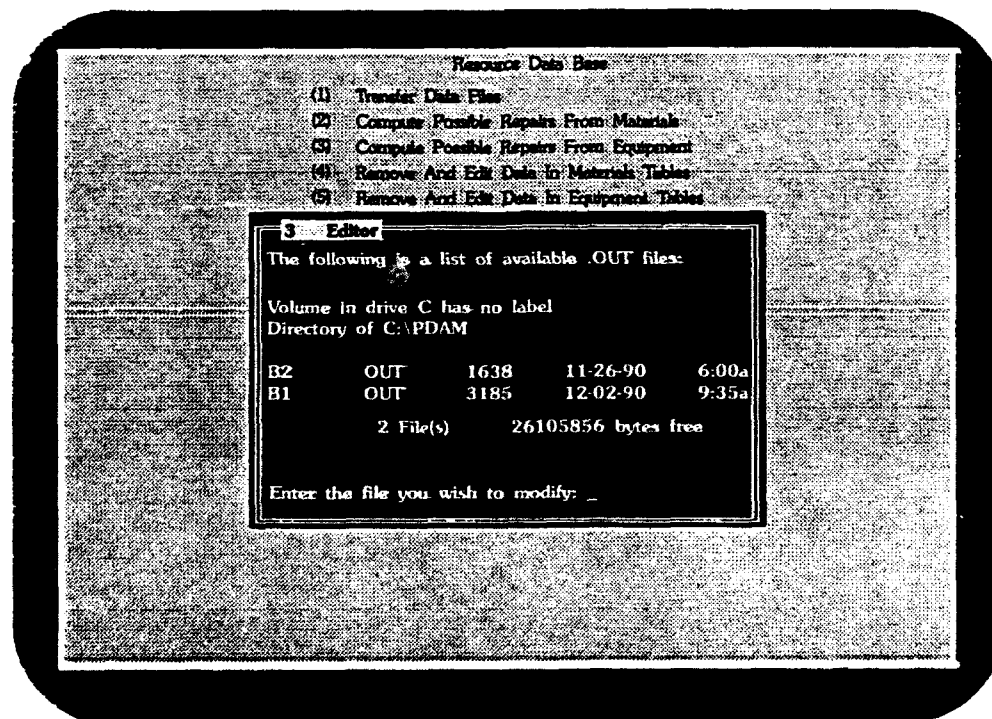 Resource Data Base
(1) Transfer Data Files
(2) Compute Possible Repairs From Materials
(3) Compute Possible Repairs From Equipment
(4) Remove And Edit Data In Materials Tables
(5) Remove And Edit Data In Equipment Tables
3 Editor
The following is a list of available .OUT files:
Volume in drive C has no label
Directory of C:\PDAM
B2 OUT 1638 11-26-90 6:00a
B1 OUT 3185 12-02-90 9:35a
2 File(s) 26105856 bytes free
Enter the file you wish to modify: _